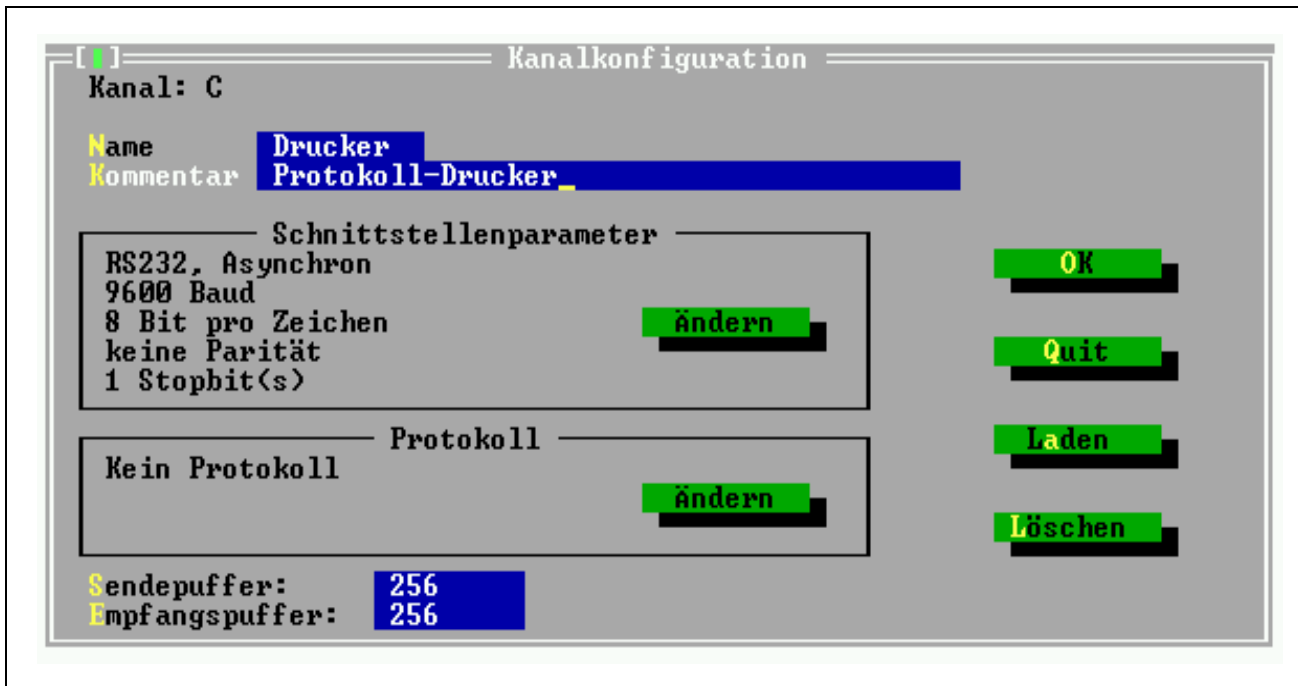 [ ] Kanalkonfiguration
Kanal: C
Name Drucker
Kommentar Protokoll-Drucker_
Schnittstellenparameter
RS232, Asynchron
9600 Baud
8 Bit pro Zeichen
keine Parität
1 Stopbit(s)
Ändern
OK
Quit
Protokoll
Kein Protokoll
Ändern
Laden
Löschen
Sendepuffer: 256
Empfangspuffer: 256